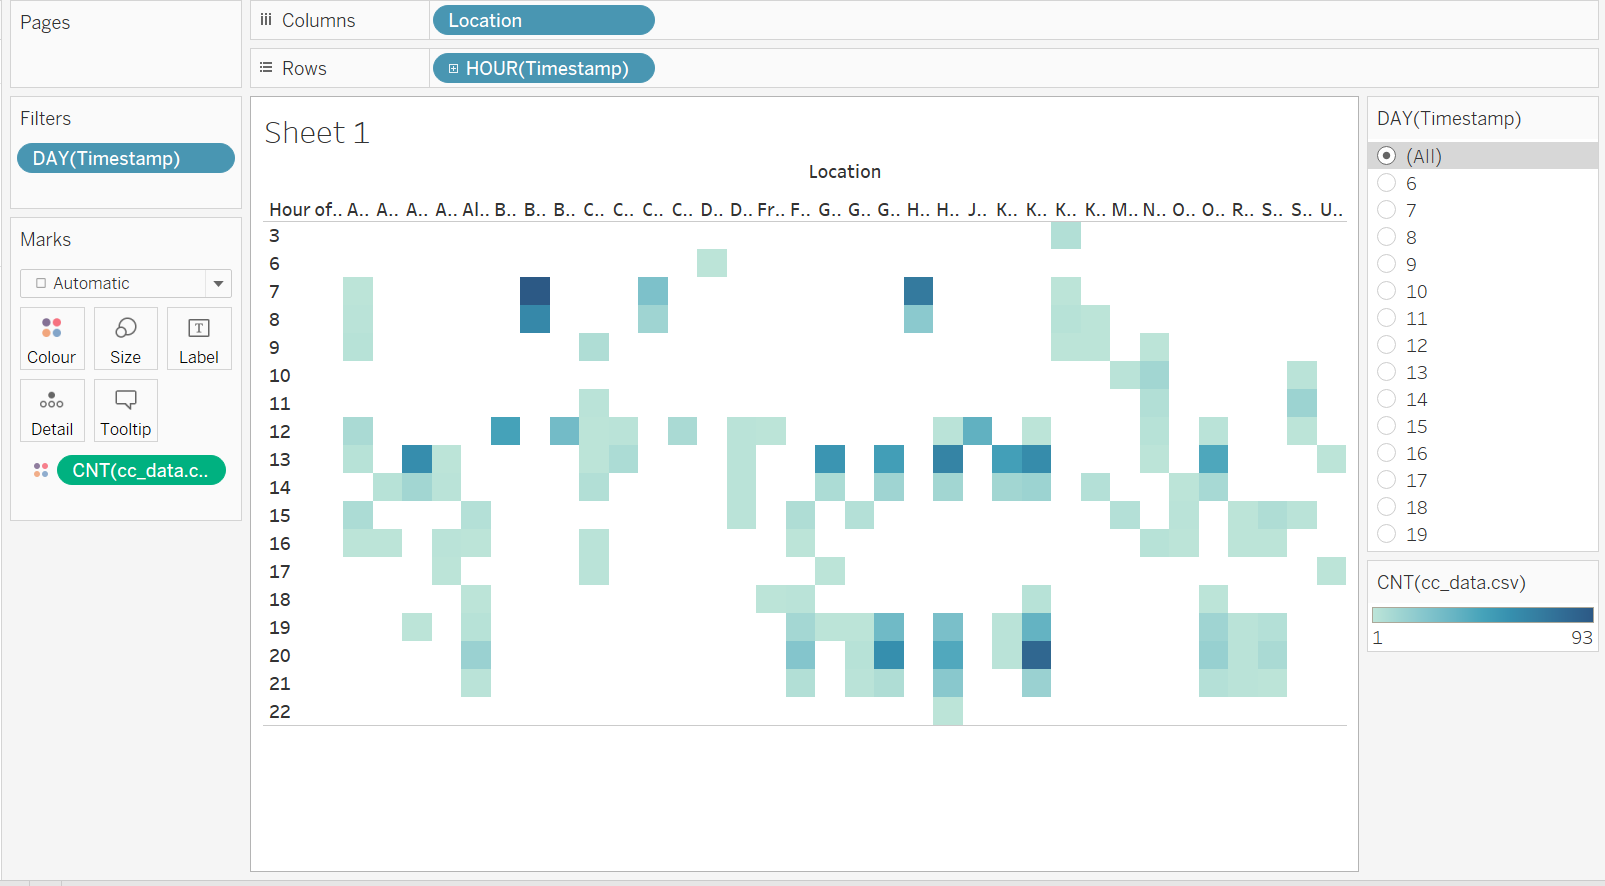 Pages
Columns
Location
Rows
HOUR(Timestamp)
Filters
DAY(Timestamp)
Marks
Automatic
Colour
Size
Label
Detail
Tooltip
CNT(cc_data.c..
Sheet 1
Location
Hour of.. A.. A.. A.. A.. Al.. B.. B.. B.. C.. C.. C.. C.. D.. D.. Fr.. F.. G.. G.. G.. H.. H.. J.. K.. K.. K.. K.. M.. N.. O.. O.. R.. S.. S.. U..
3
6
7
8
9
10
11
12
13
14
15
16
17
18
19
20
21
22
DAY(Timestamp)
(All)
6
7
8
9
10
11
12
13
14
15
16
17
18
19
CNT(cc_data.csv)
1 93